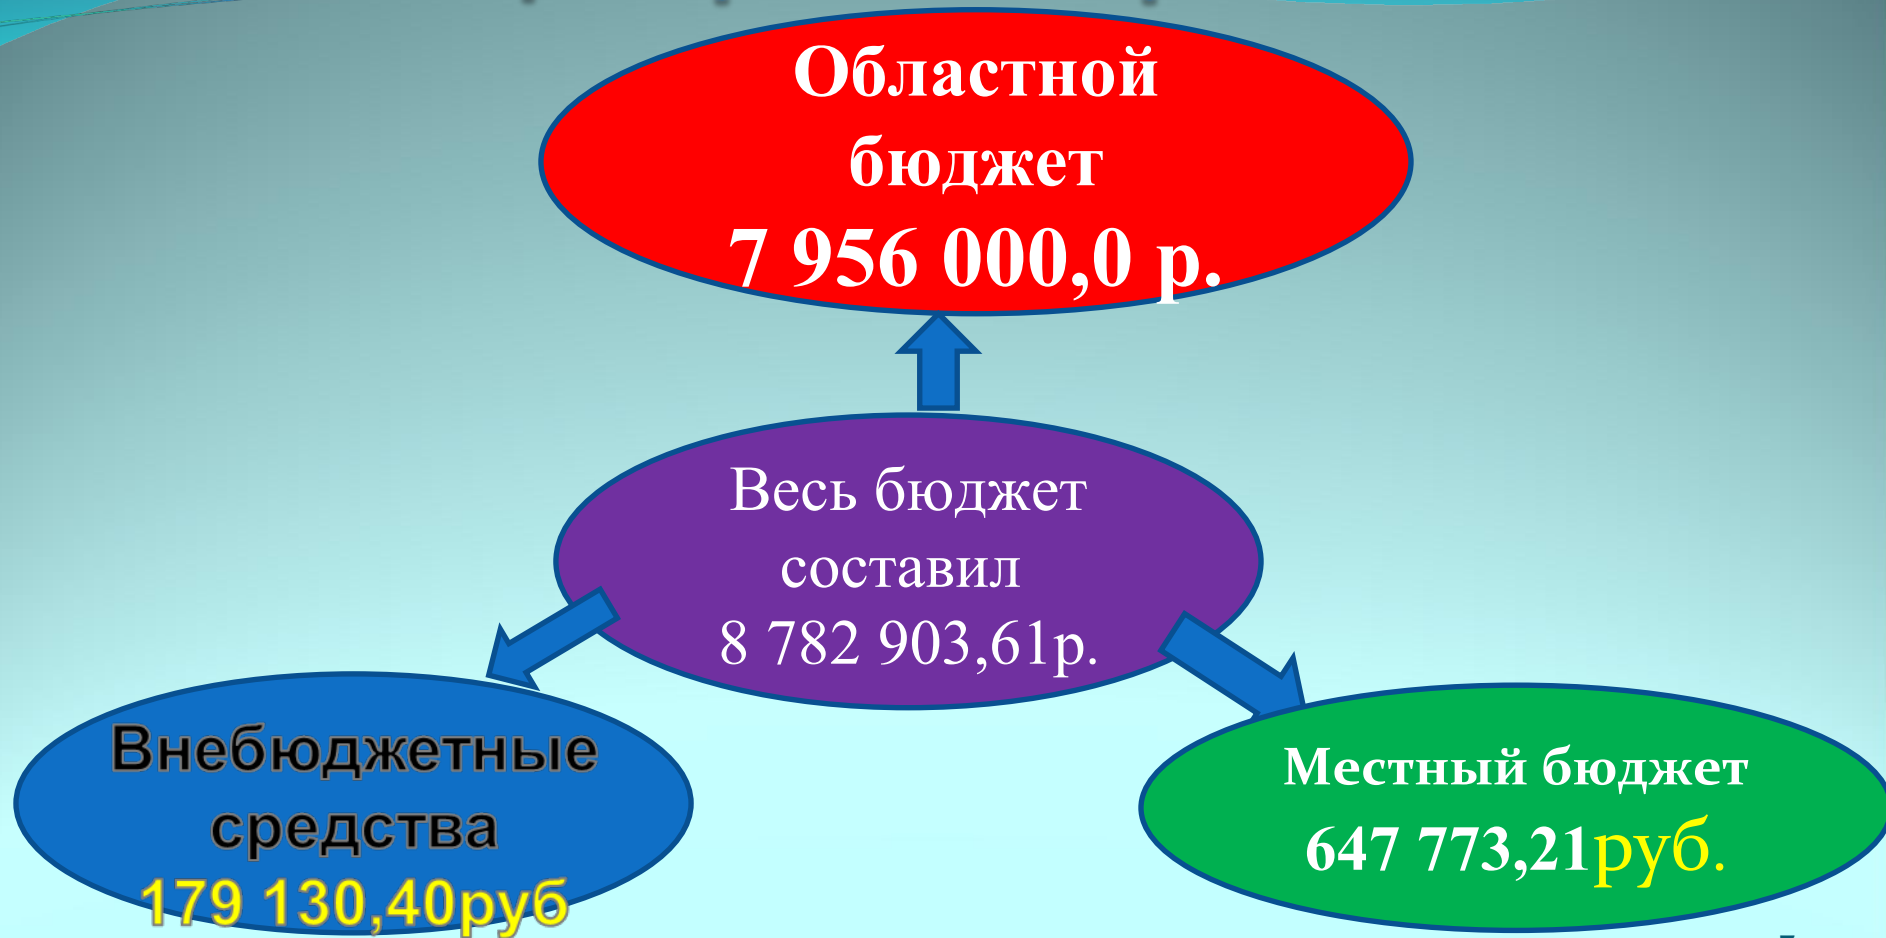 Областной
бюджет
7 956 000,0 р.
Весь бюджет
составил
8 782 903,61р.
Внебюджетные
средства
179 130,40руб
Местный бюджет
647 773,21руб.